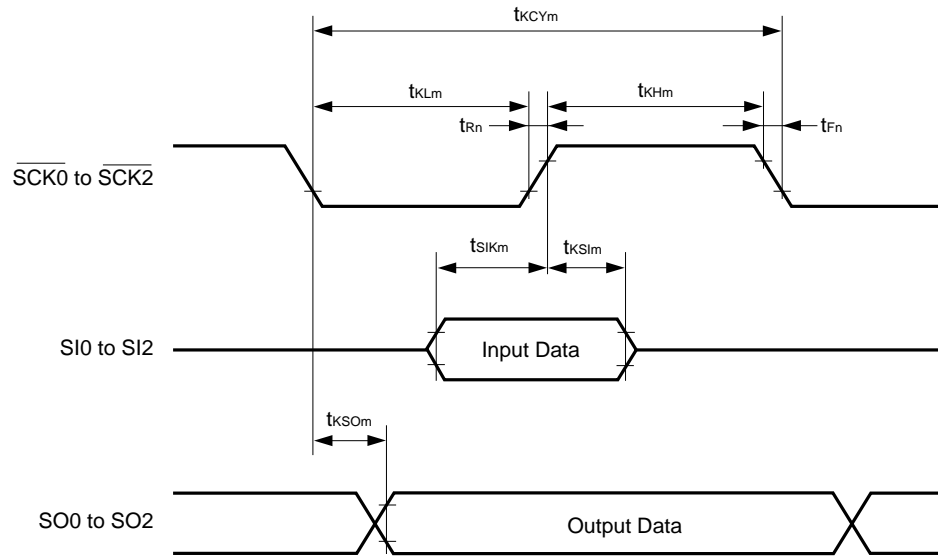 tKCYm
tKLm
tKHm
tRn
tFn
SCK0 to SCK2
tSIKm
tKSIm
SI0 to SI2
Input Data
tKSOm
SO0 to SO2
Output Data